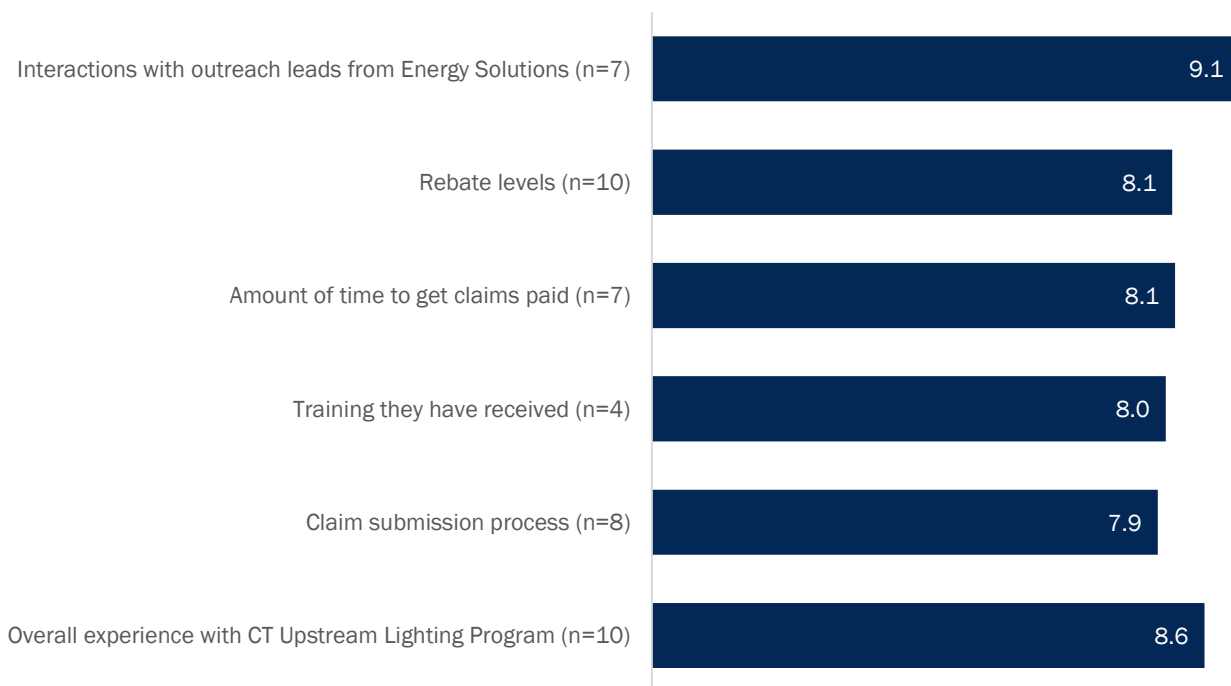 Interactions with outreach leads from Energy Solutions (n=7) 9.1
Rebate levels (n=10) 8.1
Amount of time to get claims paid (n=7) 8.1
Training they have received (n=4) 8.0
Claim submission process (n=8) 7.9
Overall experience with CT Upstream Lighting Program (n=10) 8.6